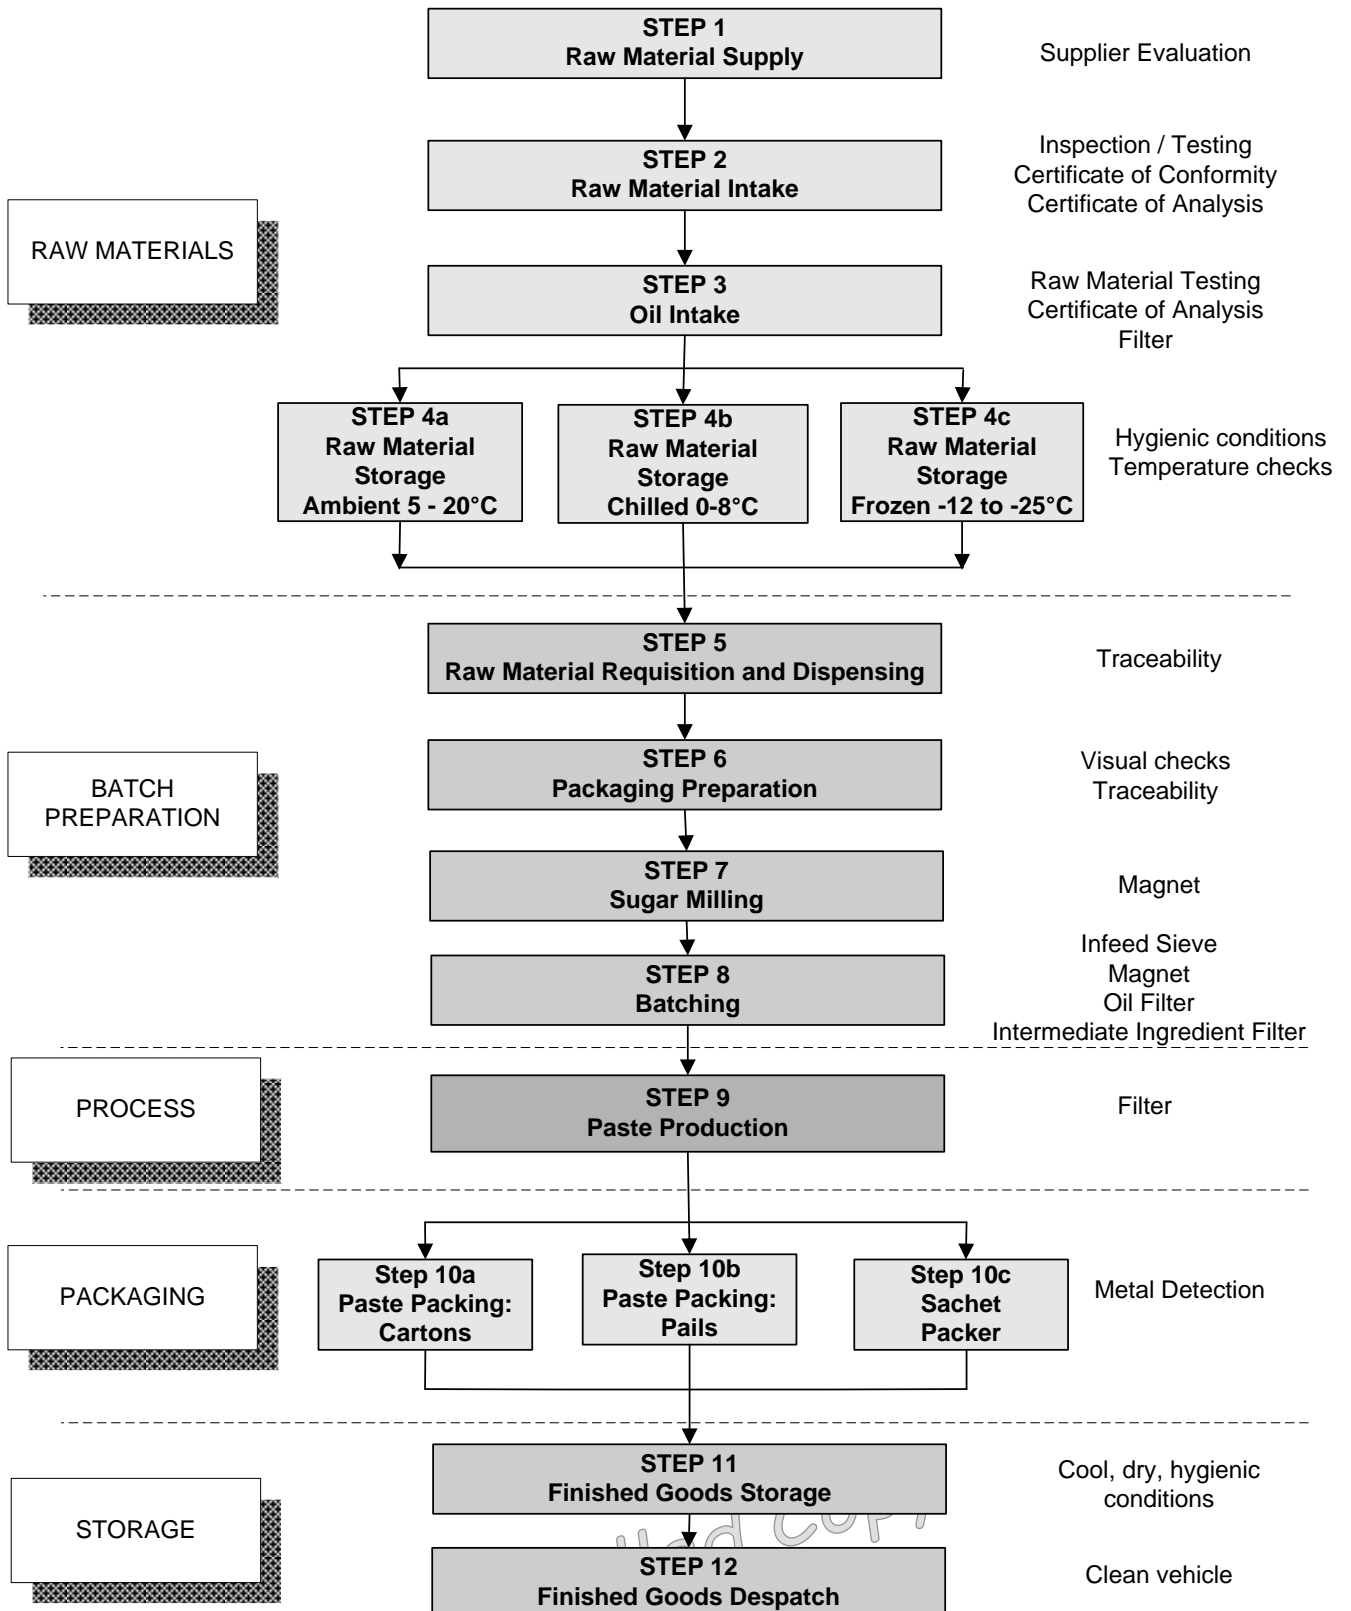 STEP 1
Raw Material Supply
Supplier Evaluation
STEP 2
Raw Material Intake
Inspection / Testing
Certificate of Conformity
Certificate of Analysis
RAW MATERIALS
STEP 3
Oil Intake
Raw Material Testing
Certificate of Analysis
Filter
STEP 4a
Raw Material
Storage
Ambient 5 - 20°C
STEP 4b
Raw Material
Storage
Chilled 0-8°C
STEP 4c
Raw Material
Storage
Frozen -12 to -25°C
Hygienic conditions
Temperature checks
STEP 5
Raw Material Requisition and Dispensing
Traceability
BATCH
PREPARATION
STEP 6
Packaging Preparation
Visual checks
Traceability
STEP 7
Sugar Milling
Magnet
STEP 8
Batching
Infeed Sieve
Magnet
Oil Filter
Intermediate Ingredient Filter
PROCESS
STEP 9
Paste Production
Filter
PACKAGING
Step 10a
Paste Packing:
Cartons
Step 10b
Paste Packing:
Pails
Step 10c
Sachet
Packer
Metal Detection
STORAGE
STEP 11
Finished Goods Storage
Cool, dry, hygienic
conditions
STEP 12
Finished Goods Despatch
Clean vehicle